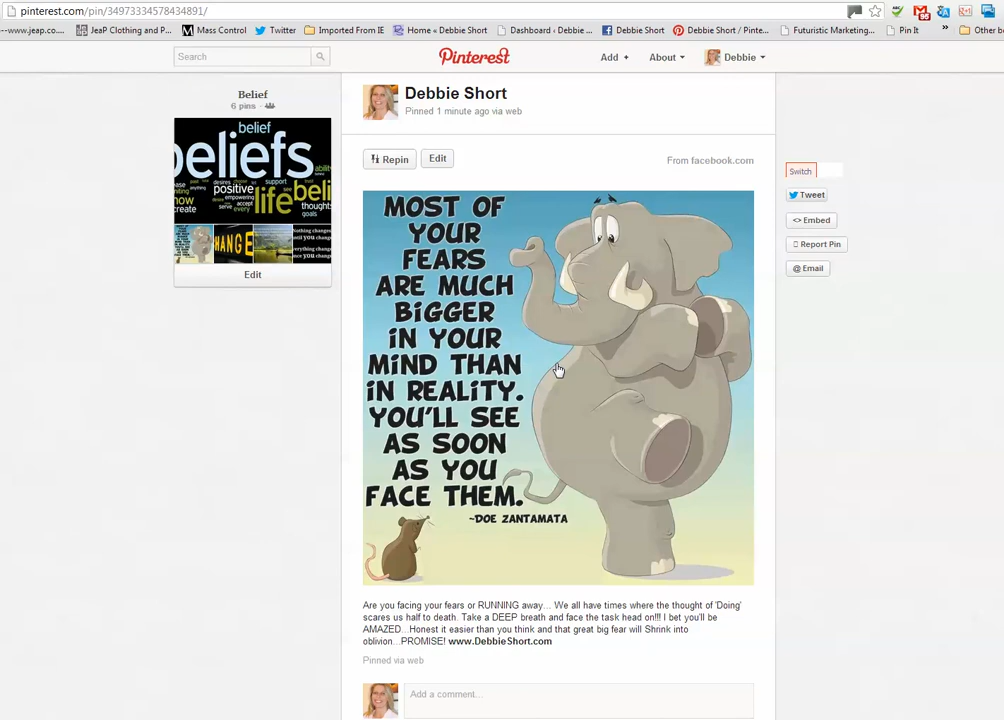 pinterest.com/pin/34973334578434891/
--www.jeap.co....
JeaP Clothing and P...
Mass Control
Twitter
Imported From IE
Home « Debbie Short
Dashboard ‹ Debbie ...
Debbie Short
Debbie Short / Pinte...
Futuristic Marketing...
Pin It
»
Other b
Search
Pinterest
Add +
About
Debbie
Belief
6 pins
belief
beliefs
positive
life
support
Edit
Debbie Short
Pinned 1 minute ago via web
Repin
Edit
From facebook.com
MOST OF
YOUR
FEARS
ARE MUCH
BIGGER
IN YOUR
MIND THAN
IN REALITY.
YOU'LL SEE
AS SOON
AS YOU
FACE THEM.
~DOE ZANTAMATA
Switch
Tweet
<> Embed
Report Pin
@ Email
Are you facing your fears or RUNNING away... We all have times where the thought of 'Doing'
scares us half to death. Take a DEEP breath and face the task head on!!! I bet you'll be
AMAZED...Honest it easier than you think and that great big fear will Shrink into
oblivion...PROMISE! www.DebbieShort.com
Pinned via web
Add a comment...